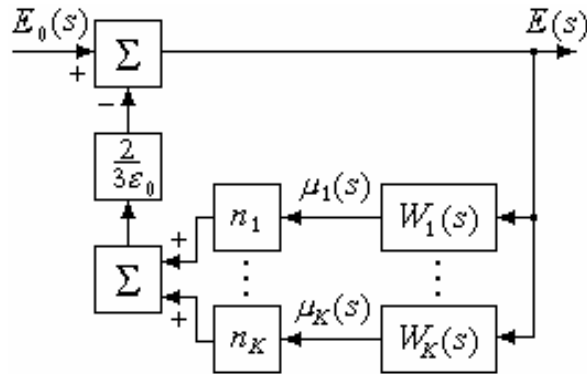 E₀(s) E(s)
+ Σ
−
2
3ε₀
μ₁(s)
n₁ W₁(s)
+
Σ ⋮ ⋮
+ μ_K(s)
n_K W_K(s)